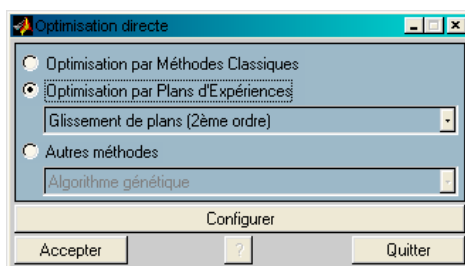 Optimisation directe
Optimisation par Méthodes Classiques
Optimisation par Plans d'Expériences
Glissement de plans (2ème ordre)
Autres méthodes
Algorithme génétique
Configurer
Accepter ? Quitter